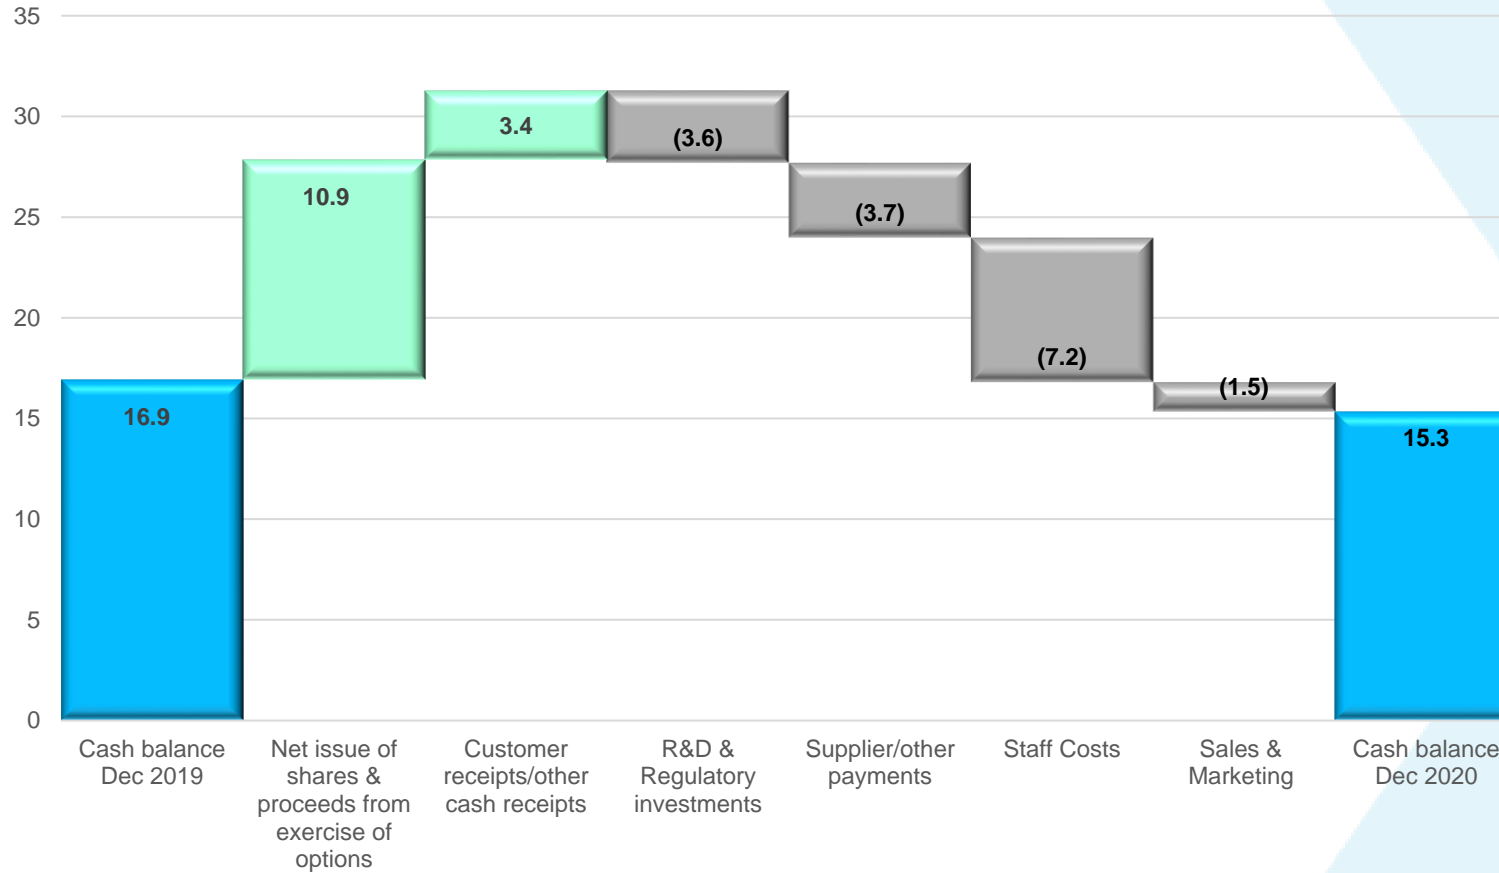 35
30
25
20
15
10
5
0
16.9
10.9
3.4
(3.6)
(3.7)
(7.2)
(1.5)
15.3
Cash balance
Dec 2019
Net issue of
shares &
proceeds from
exercise of
options
Customer
receipts/other
cash receipts
R&D &
Regulatory
investments
Supplier/other
payments
Staff Costs
Sales &
Marketing
Cash balance
Dec 2020